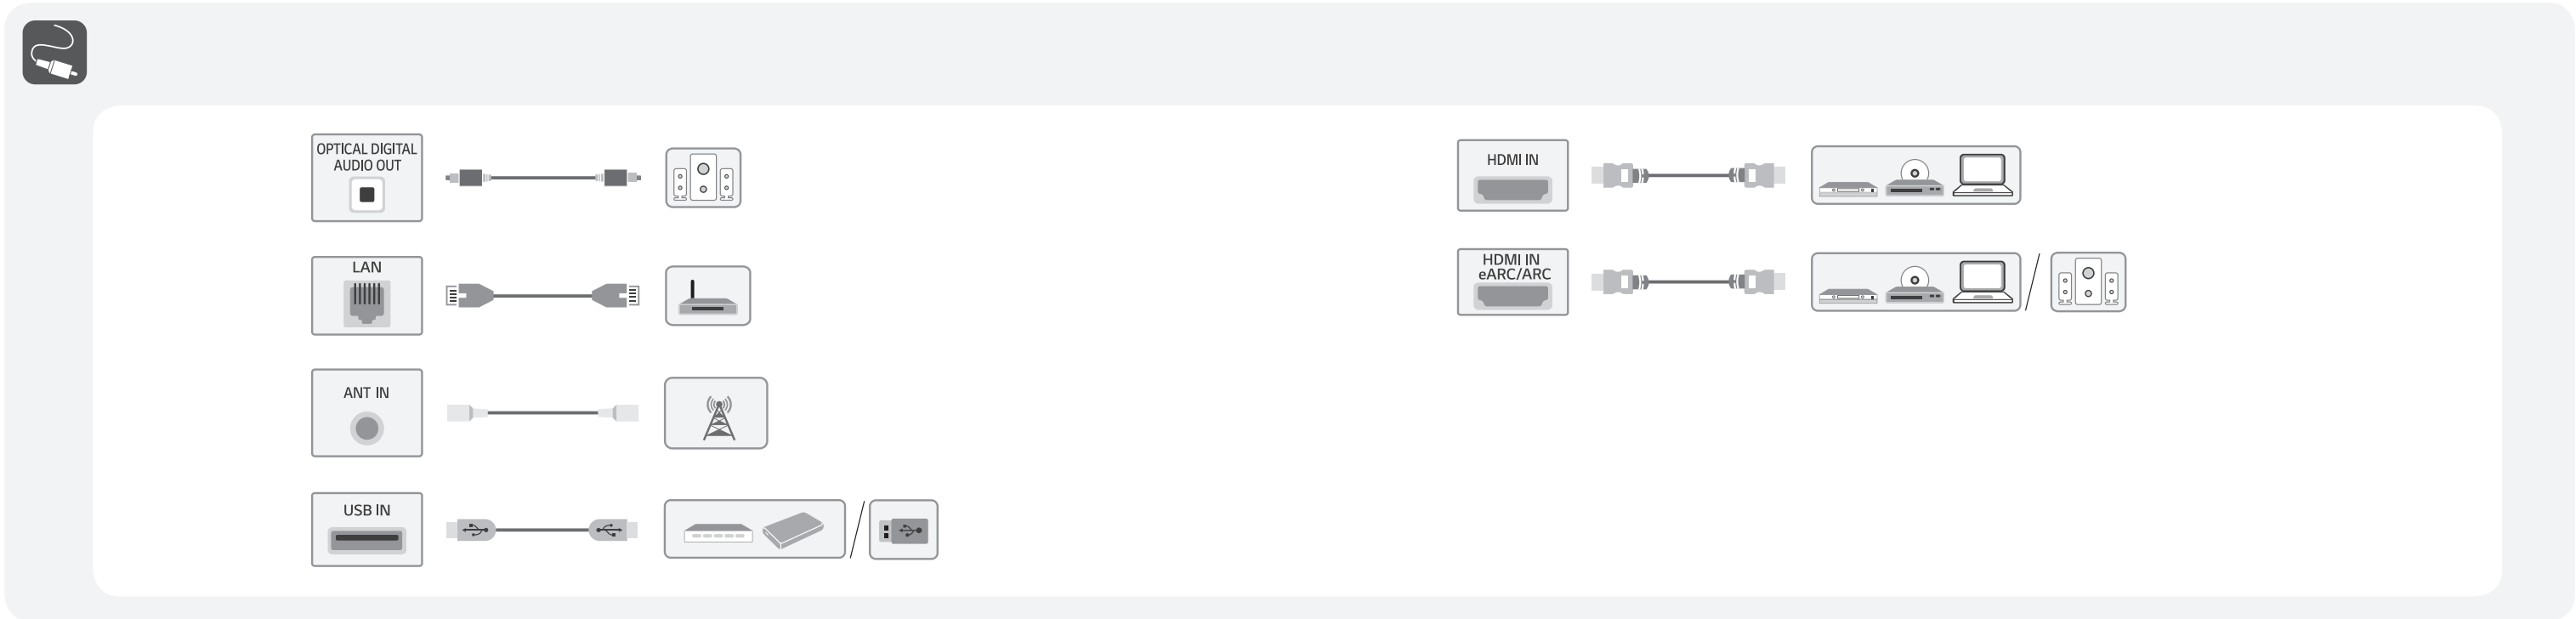 OPTICAL DIGITAL
AUDIO OUT
LAN
ANT IN
USB IN
HDMI IN
HDMI IN
eARC/ARC